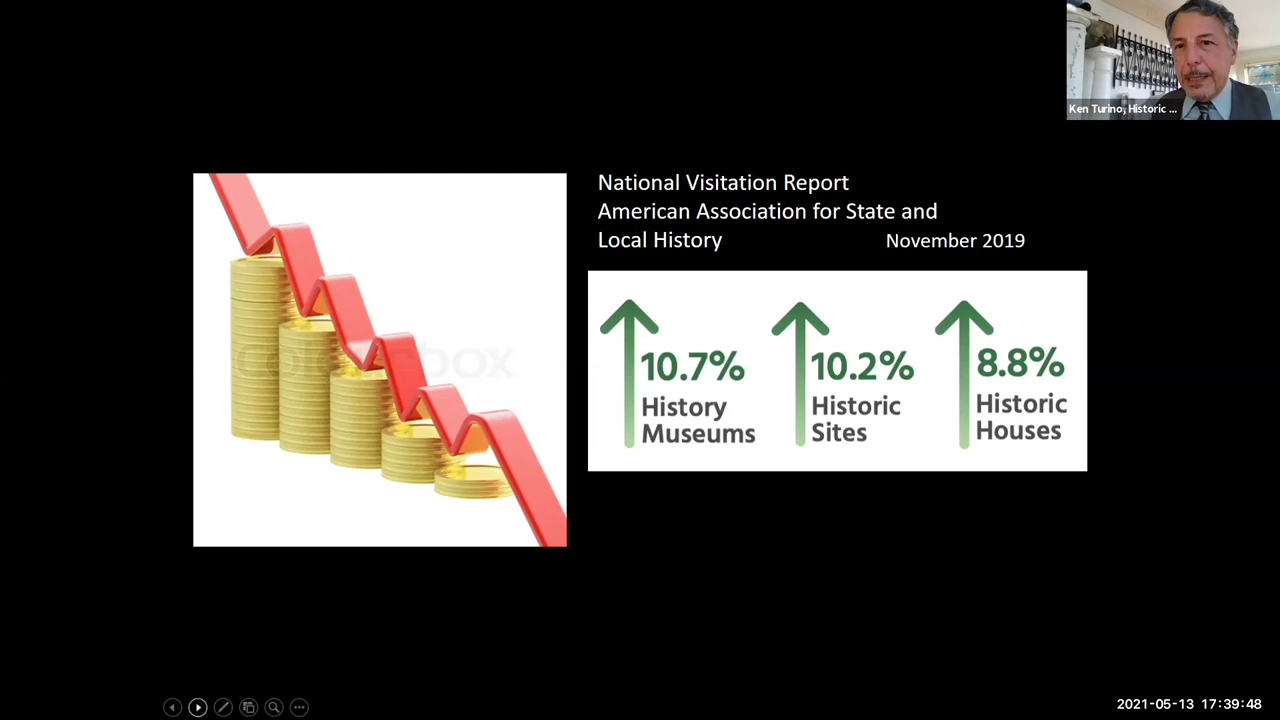 Ken Turino, Historic ...
National Visitation Report
American Association for State and
Local History November 2019
10.7%
History
Museums
10.2%
Historic
Sites
8.8%
Historic
Houses
2021-05-13 17:39:48